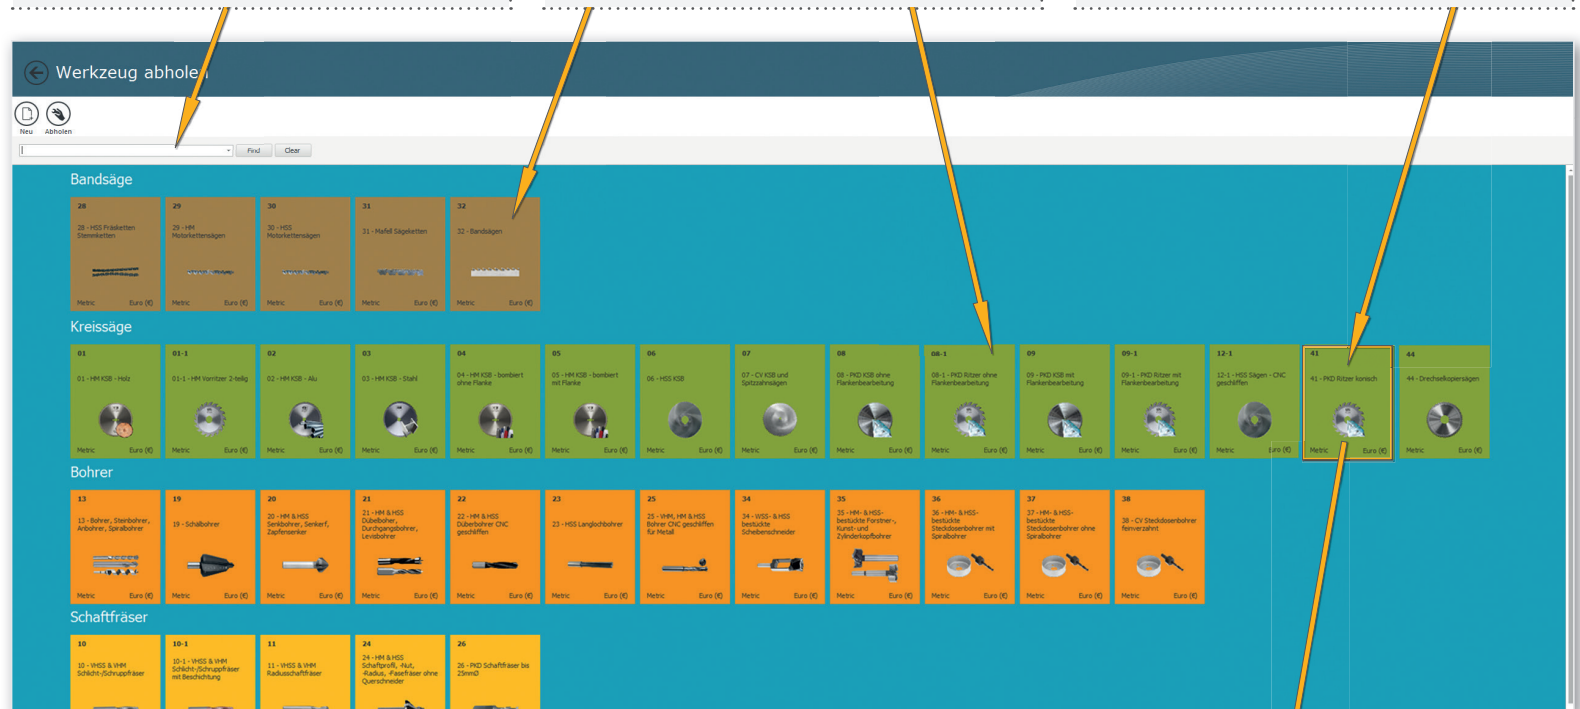 Werkzeug abholen
Neu Abholen
Find Clear
Bandsäge
28
28 - HSS Fräsketten
Stemmketten
Metric Euro (€)
29
29 - HM
Motorkettensägen
Metric Euro (€)
30
30 - HSS
Motorkettensägen
Metric Euro (€)
31
31 - Mafell Sägeketten
Metric Euro (€)
32
32 - Bandsägen
Metric Euro (€)
Kreissäge
01
01 - HM KSB - Holz
Metric Euro (€)
01-1
01-1 - HM Vorritzer 2-teilig
Metric Euro (€)
02
02 - HM KSB - Alu
Metric Euro (€)
03
03 - HM KSB - Stahl
Metric Euro (€)
04
04 - HM KSB - bombiert
ohne Flanke
Metric Euro (€)
05
05 - HM KSB - bombiert
mit Flanke
Metric Euro (€)
06
06 - HSS KSB
Metric Euro (€)
07
07 - CV KSB und
Spitzzahnsägen
Metric Euro (€)
08
08 - PKD KSB ohne
Flankenbearbeitung
Metric Euro (€)
08-1
08-1 - PKD Ritzer ohne
Flankenbearbeitung
Metric Euro (€)
09
09 - PKD KSB mit
Flankenbearbeitung
Metric Euro (€)
09-1
09-1 - PKD Ritzer mit
Flankenbearbeitung
Metric Euro (€)
12-1
12-1 - HSS Sägen - CNC
geschliffen
Metric Euro (€)
41
41 - PKD Ritzer konisch
Metric Euro (€)
44
44 - Drechselkopiersägen
Metric Euro (€)
Bohrer
13
13 - Bohrer, Steinbohrer,
Anbohrer, Spiralbohrer
Metric Euro (€)
19
19 - Schälbohrer
Metric Euro (€)
20
20 - HM & HSS
Senkbohrer, Senkerf,
Zapfensenker
Metric Euro (€)
21
21 - HM & HSS
Dübelboher,
Durchgangsbohrer,
Levisbohrer
Metric Euro (€)
22
22 - HM & HSS
Düberbohrer CNC
geschliffen
Metric Euro (€)
23
23 - HSS Langlochbohrer
Metric Euro (€)
25
25 - VHM, HM & HSS
Bohrer CNC geschliffen
für Metall
Metric Euro (€)
34
34 - WSS- & HSS
bestückte
Scheibenschneider
Metric Euro (€)
35
35 - HM- & HSS-
bestückte Forstner-,
Kunst- und
Zylinderkopfbohrer
Metric Euro (€)
36
36 - HM- & HSS-
bestückte
Steckdosenbohrer mit
Spiralbohrer
Metric Euro (€)
37
37 - HM- & HSS-
bestückte
Steckdosenbohrer ohne
Spiralbohrer
Metric Euro (€)
38
38 - CV Steckdosenbohrer
feinverzahnt
Metric Euro (€)
Schaftfräser
10
10 - VHSS & VHM
Schlicht-/Schruppfräser
10-1
10-1 - VHSS & VHM
Schlicht-/Schruppfräser
mit Beschichtung
11
11 - VHSS & VHM
Radiusschaftfräser
24
24 - HM & HSS
Schaftprofil, -Nut,
-Radius, -Fasefräser ohne
Querschneider
26
26 - PKD Schaftfräser bis
25mmD